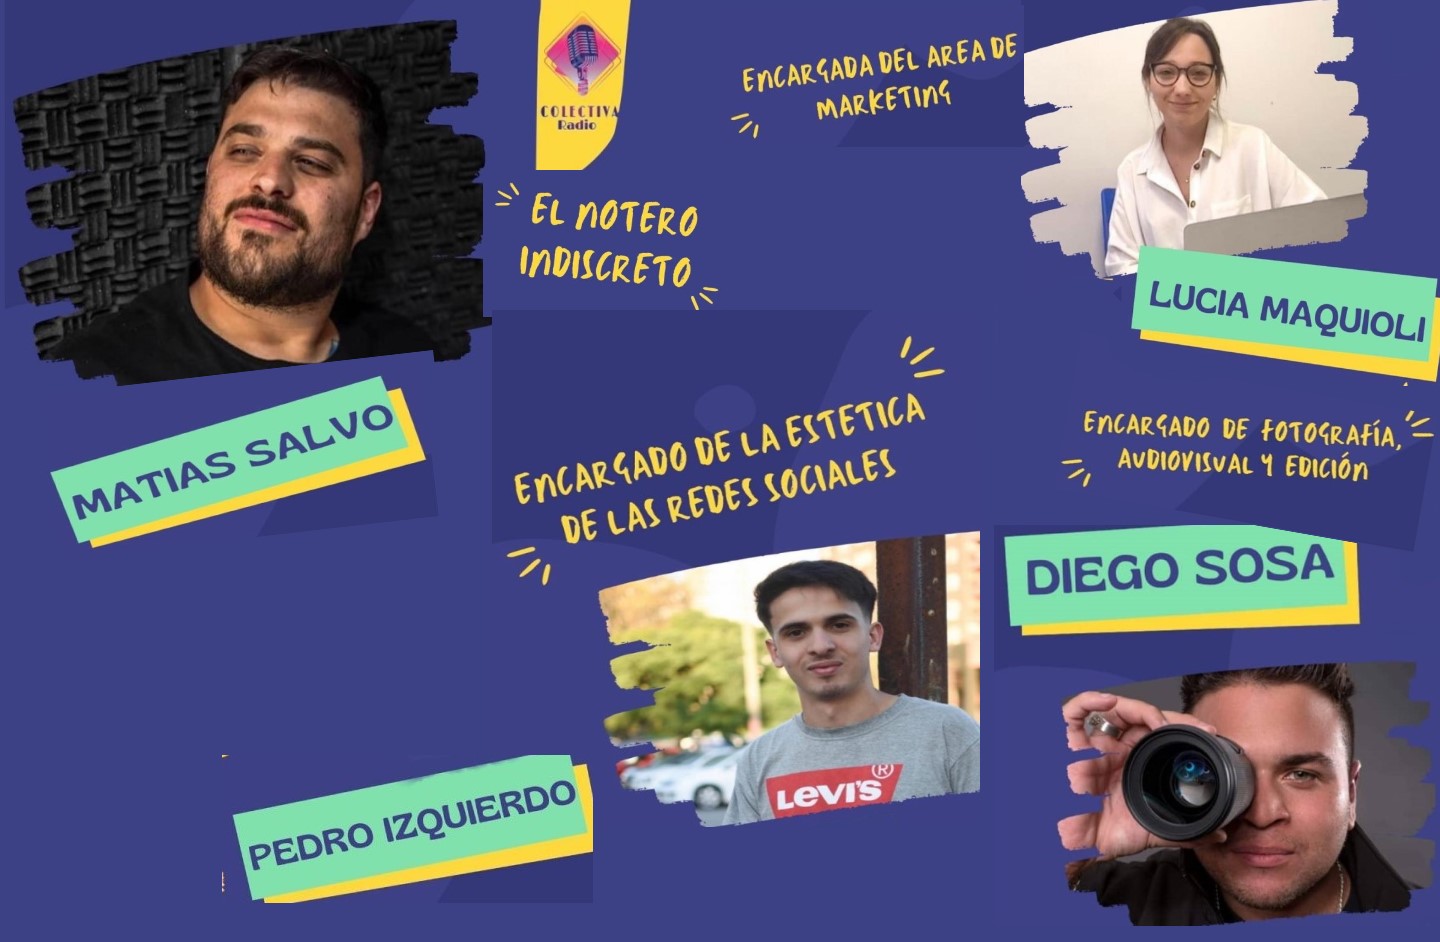 COLECTIVA
Radio
EL NOTERO
INDISCRETO
MATIAS SALVO
ENCARGADA DEL AREA DE
MARKETING
LUCIA MAQUIOLI
ENCARGADO DE LA ESTETICA
DE LAS REDES SOCIALES
LEVI'S
®
PEDRO IZQUIERDO
ENCARGADO DE FOTOGRAFÍA,
AUDIOVISUAL Y EDICIÓN
DIEGO SOSA